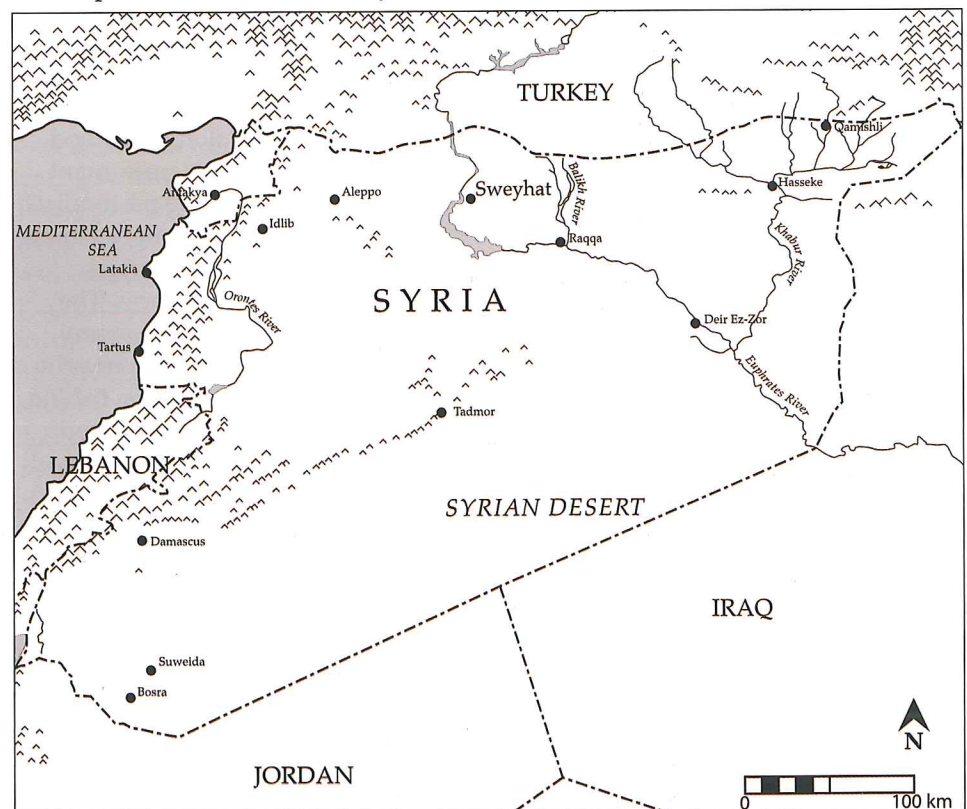 TURKEY
Qamishli
Antakya
Aleppo
Sweyhat
Balikh River
Hasseke
MEDITERRANEAN
SEA
Idlib
Raqqa
Khabur River
Latakia
Orontes River
SYRIA
Deir Ez-Zor
Tartus
Euphrates River
Tadmor
LEBANON
SYRIAN DESERT
Damascus
IRAQ
Suweida
Bosra
N
JORDAN
0 100 km